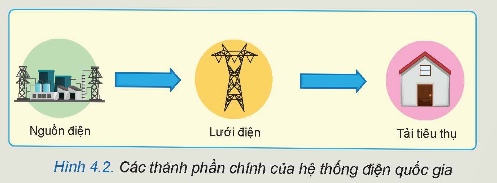 Nguồn điện
Lưới điện
Tải tiêu thụ
Hình 4.2. Các thành phần chính của hệ thống điện quốc gia